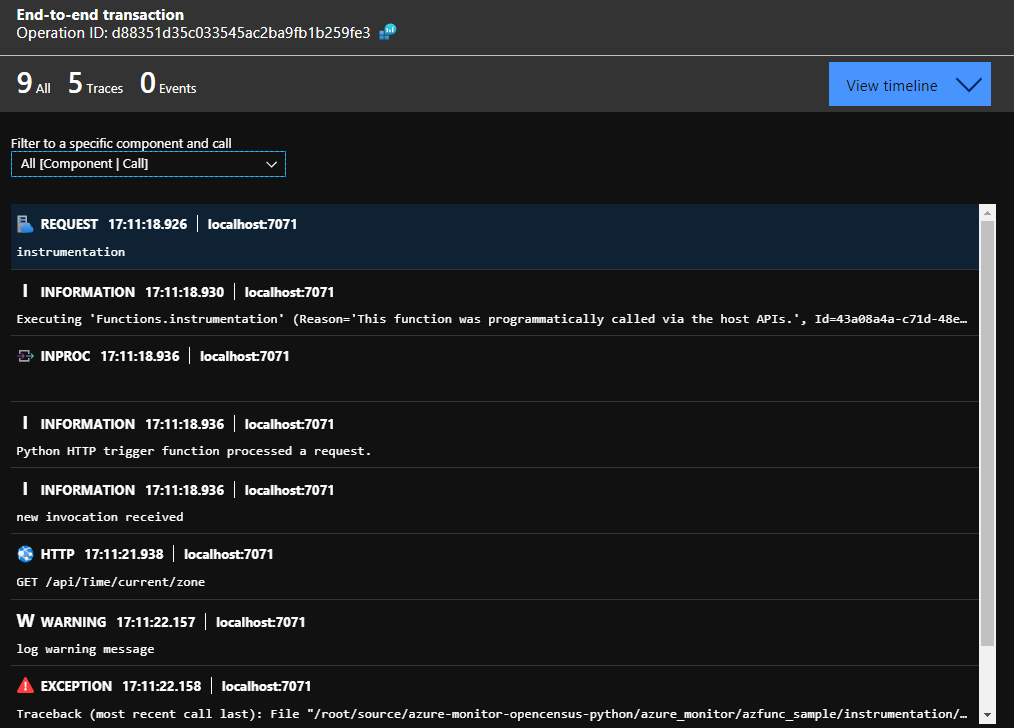 End-to-end transaction
Operation ID: d88351d35c033545ac2ba9fb1b259fe3
9 All 5 Traces 0 Events
View timeline
Filter to a specific component and call
All [Component | Call]
REQUEST 17:11:18.926 | localhost:7071
instrumentation
I INFORMATION 17:11:18.930 | localhost:7071
Executing 'Functions.instrumentation' (Reason='This function was programmatically called via the host APIs.', Id=43a08a4a-c71d-48e…
INPROC 17:11:18.936 | localhost:7071
I INFORMATION 17:11:18.936 | localhost:7071
Python HTTP trigger function processed a request.
I INFORMATION 17:11:18.936 | localhost:7071
new invocation received
HTTP 17:11:21.938 | localhost:7071
GET /api/Time/current/zone
W WARNING 17:11:22.157 | localhost:7071
log warning message
EXCEPTION 17:11:22.158 | localhost:7071
Traceback (most recent call last): File "/root/source/azure-monitor-opencensus-python/azure_monitor/azfunc_sample/instrumentation/…